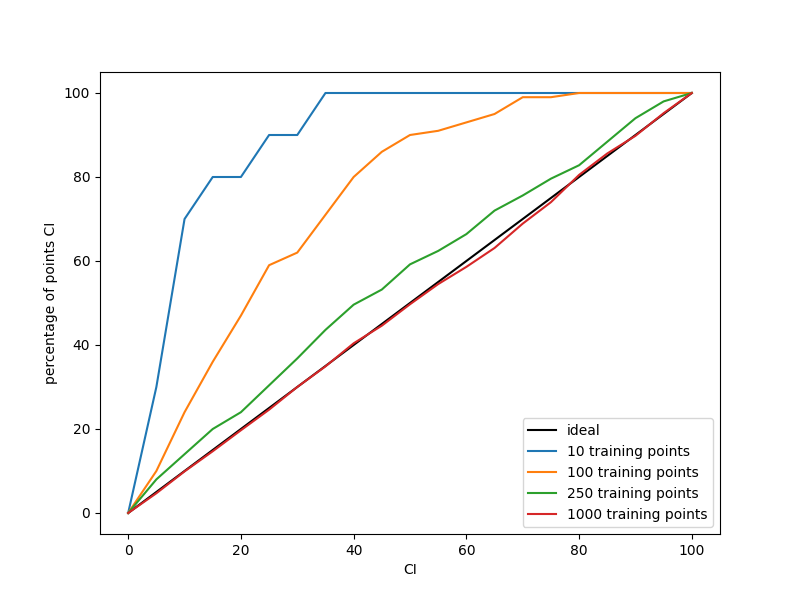 100
80
60
40
20
0
percentage of points CI
0 20 40 60 80 100
CI
ideal
10 training points
100 training points
250 training points
1000 training points